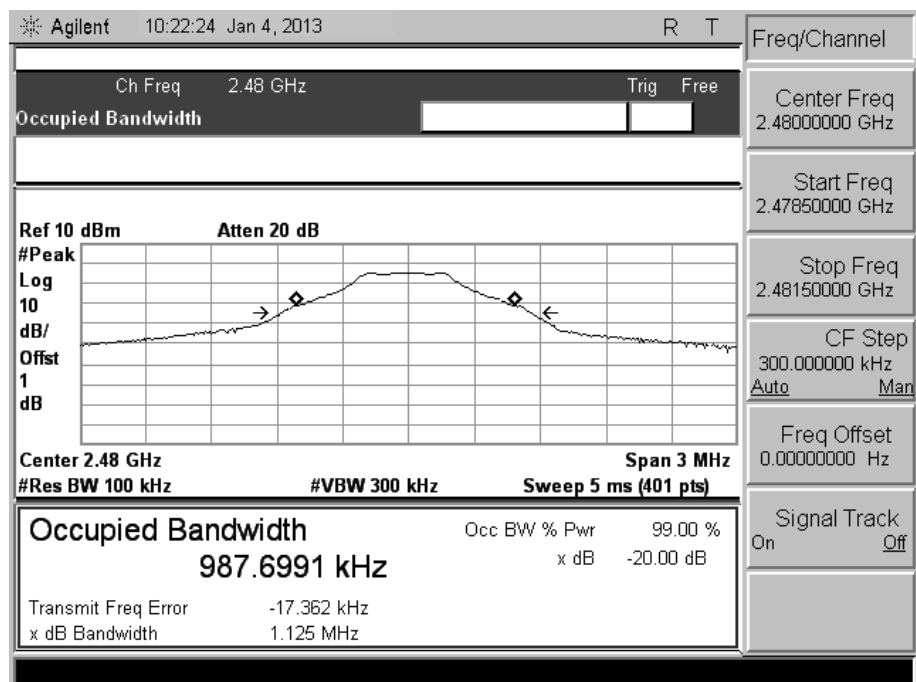 Agilent 10:22:24 Jan 4, 2013 R T
Freq/Channel
Ch Freq 2.48 GHz Trig Free
Occupied Bandwidth
Center Freq
2.48000000 GHz
Start Freq
2.47850000 GHz
Stop Freq
2.48150000 GHz
CF Step
300.000000 kHz
Auto Man
Freq Offset
0.00000000 Hz
Signal Track
On Off
Ref 10 dBm Atten 20 dB
#Peak
Log
10
dB/
Offst
1
dB
Center 2.48 GHz Span 3 MHz
#Res BW 100 kHz #VBW 300 kHz Sweep 5 ms (401 pts)
Occupied Bandwidth Occ BW % Pwr 99.00 %
987.6991 kHz x dB -20.00 dB
Transmit Freq Error -17.362 kHz
x dB Bandwidth 1.125 MHz